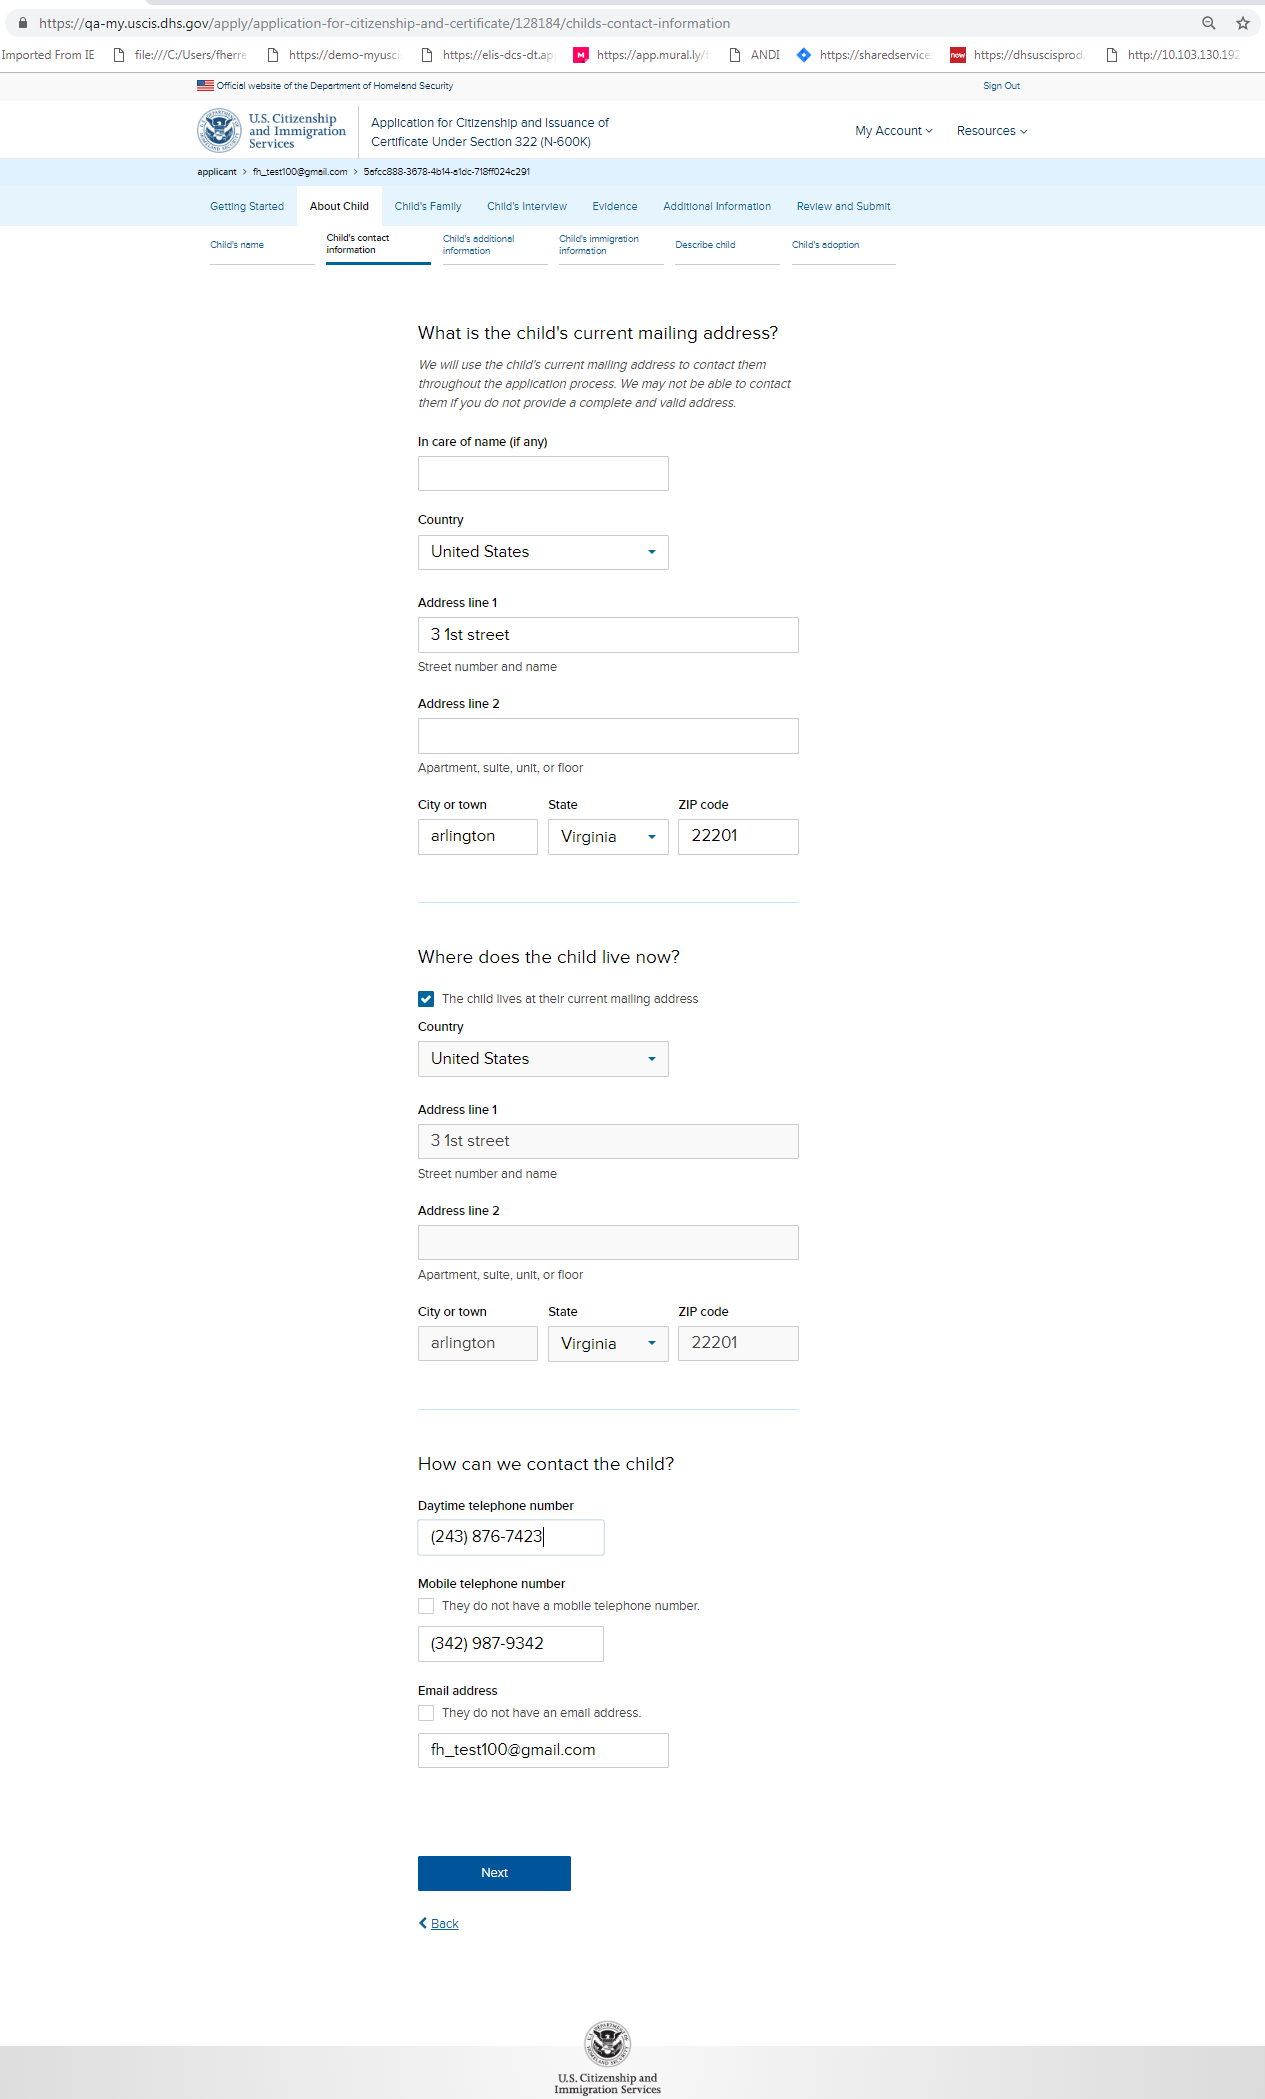 https://qa-my.uscis.dhs.gov/apply/application-for-citizenship-and-certificate/128184/childs-contact-information
Imported From IE file:///C:/Users/fherre https://demo-myusci https://elis-dcs-dt.ap https://app.mural.ly/t ANDI https://sharedservice https://dhsuscisprod. http://10.103.130.192
Official website of the Department of Homeland Security Sign Out
U.S. Citizenship
and Immigration
Services
Application for Citizenship and Issuance of
Certificate Under Section 322 (N-600K)
My Account Resources
applicant > fh_test100@gmail.com > 5afcc888-3678-4b14-a1dc-718ff024c291
Getting Started About Child Child's Family Child's Interview Evidence Additional Information Review and Submit
Child's name
Child's contact
information
Child's additional
information
Child's immigration
information
Describe child
Child's adoption
What is the child's current mailing address?
We will use the child's current mailing address to contact them
throughout the application process. We may not be able to contact
them if you do not provide a complete and valid address.
In care of name (if any)
Country
United States
Address line 1
3 1st street
Street number and name
Address line 2
Apartment, suite, unit, or floor
City or town State ZIP code
arlington Virginia 22201
Where does the child live now?
The child lives at their current mailing address
Country
United States
Address line 1
3 1st street
Street number and name
Address line 2
Apartment, suite, unit, or floor
City or town State ZIP code
arlington Virginia 22201
How can we contact the child?
Daytime telephone number
(243) 876-7423
Mobile telephone number
They do not have a mobile telephone number.
(342) 987-9342
Email address
They do not have an email address.
fh_test100@gmail.com
Next
Back
U.S. Citizenship and
Immigration Services